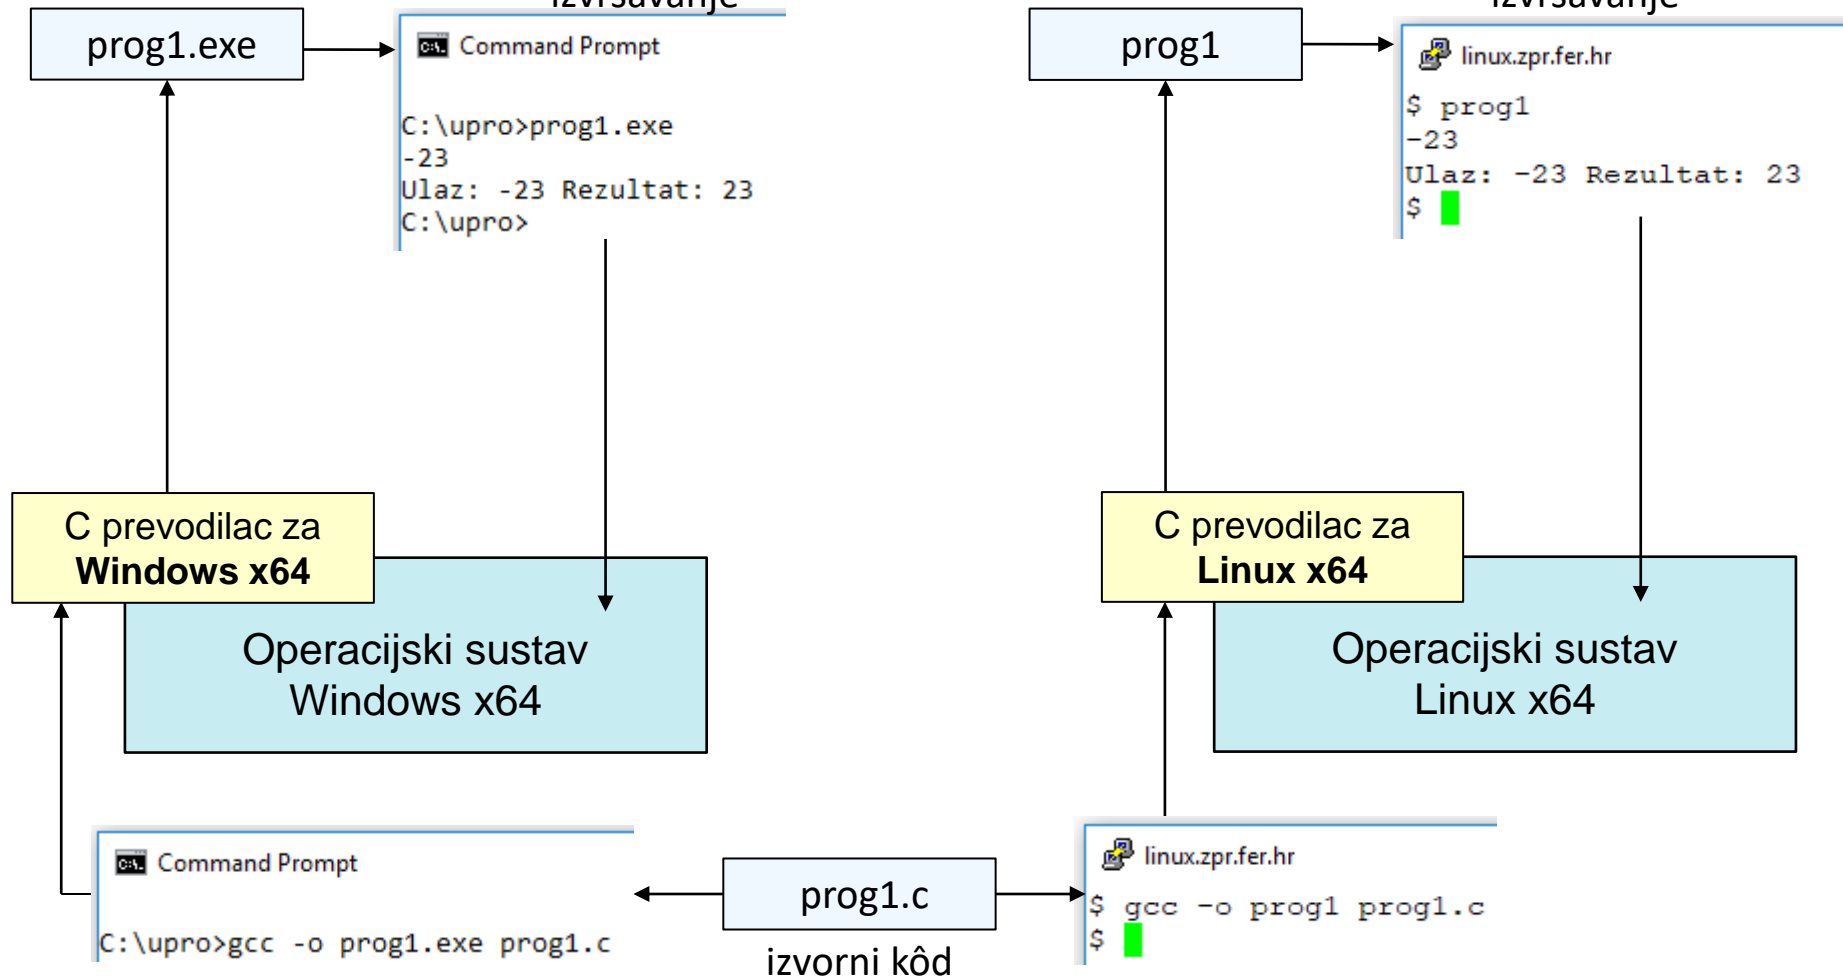 izvršavanje
prog1.exe
Command Prompt
C:\upro>prog1.exe
-23
Ulaz: -23 Rezultat: 23
C:\upro>
izvršavanje
prog1
linux.zpr.fer.hr
$ prog1
-23
Ulaz: -23 Rezultat: 23
$
C prevodilac za
Windows x64
Operacijski sustav
Windows x64
C prevodilac za
Linux x64
Operacijski sustav
Linux x64
Command Prompt
C:\upro>gcc -o prog1.exe prog1.c
prog1.c
izvorni kôd
linux.zpr.fer.hr
$ gcc -o prog1 prog1.c
$